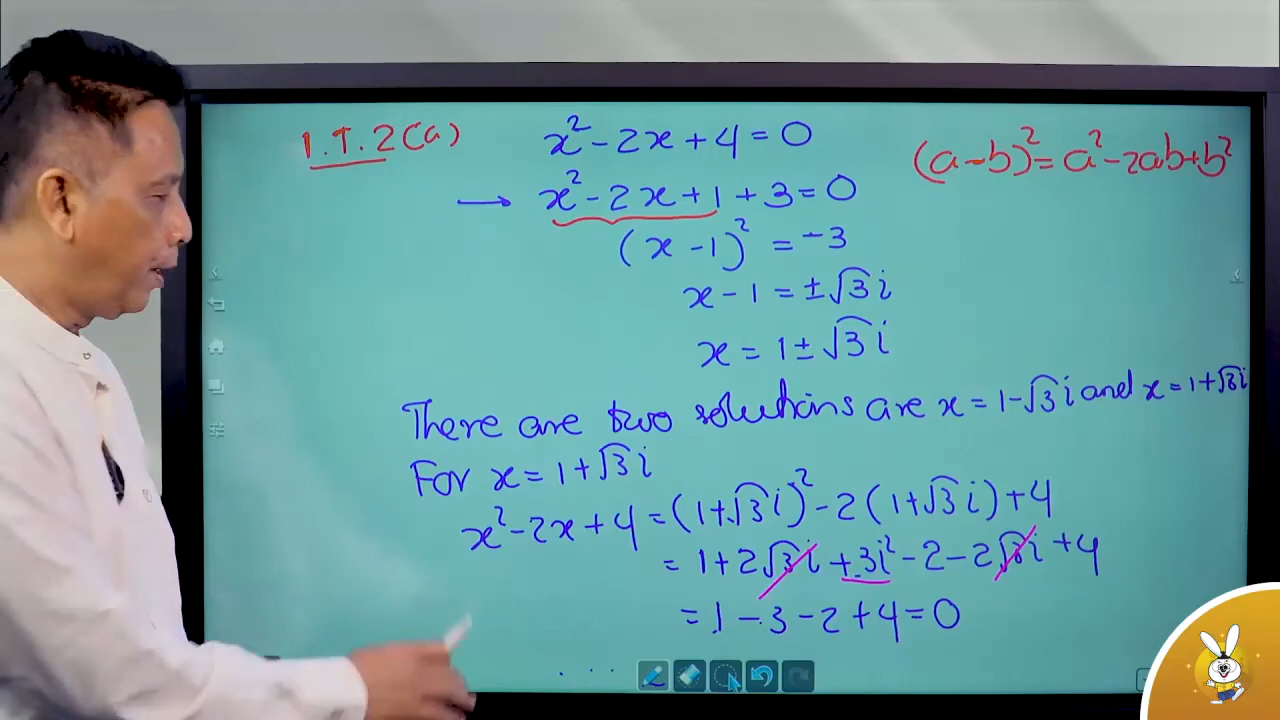 1.T.2(a)
x² - 2x + 4 = 0
(a-b)² = a² - 2ab + b²
→ x² - 2x + 1 + 3 = 0
(x - 1)² = -3
x - 1 = ±√3 i
x = 1 ± √3 i
There are two solutions are x = 1 - √3 i and x = 1 + √3 i
For x = 1 + √3 i
x² - 2x + 4 = (1 + √3 i)² - 2 (1 + √3 i) + 4
= 1 + 2√3 i + 3i² - 2 - 2√3 i + 4
= 1 - 3 - 2 + 4 = 0